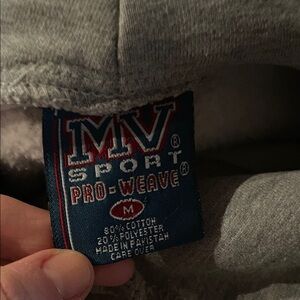 MV®
SPORT
PRO-WEAVE®
M
80% COTTON
20% POLYESTER
MADE IN PAKISTAN
CARE OVER